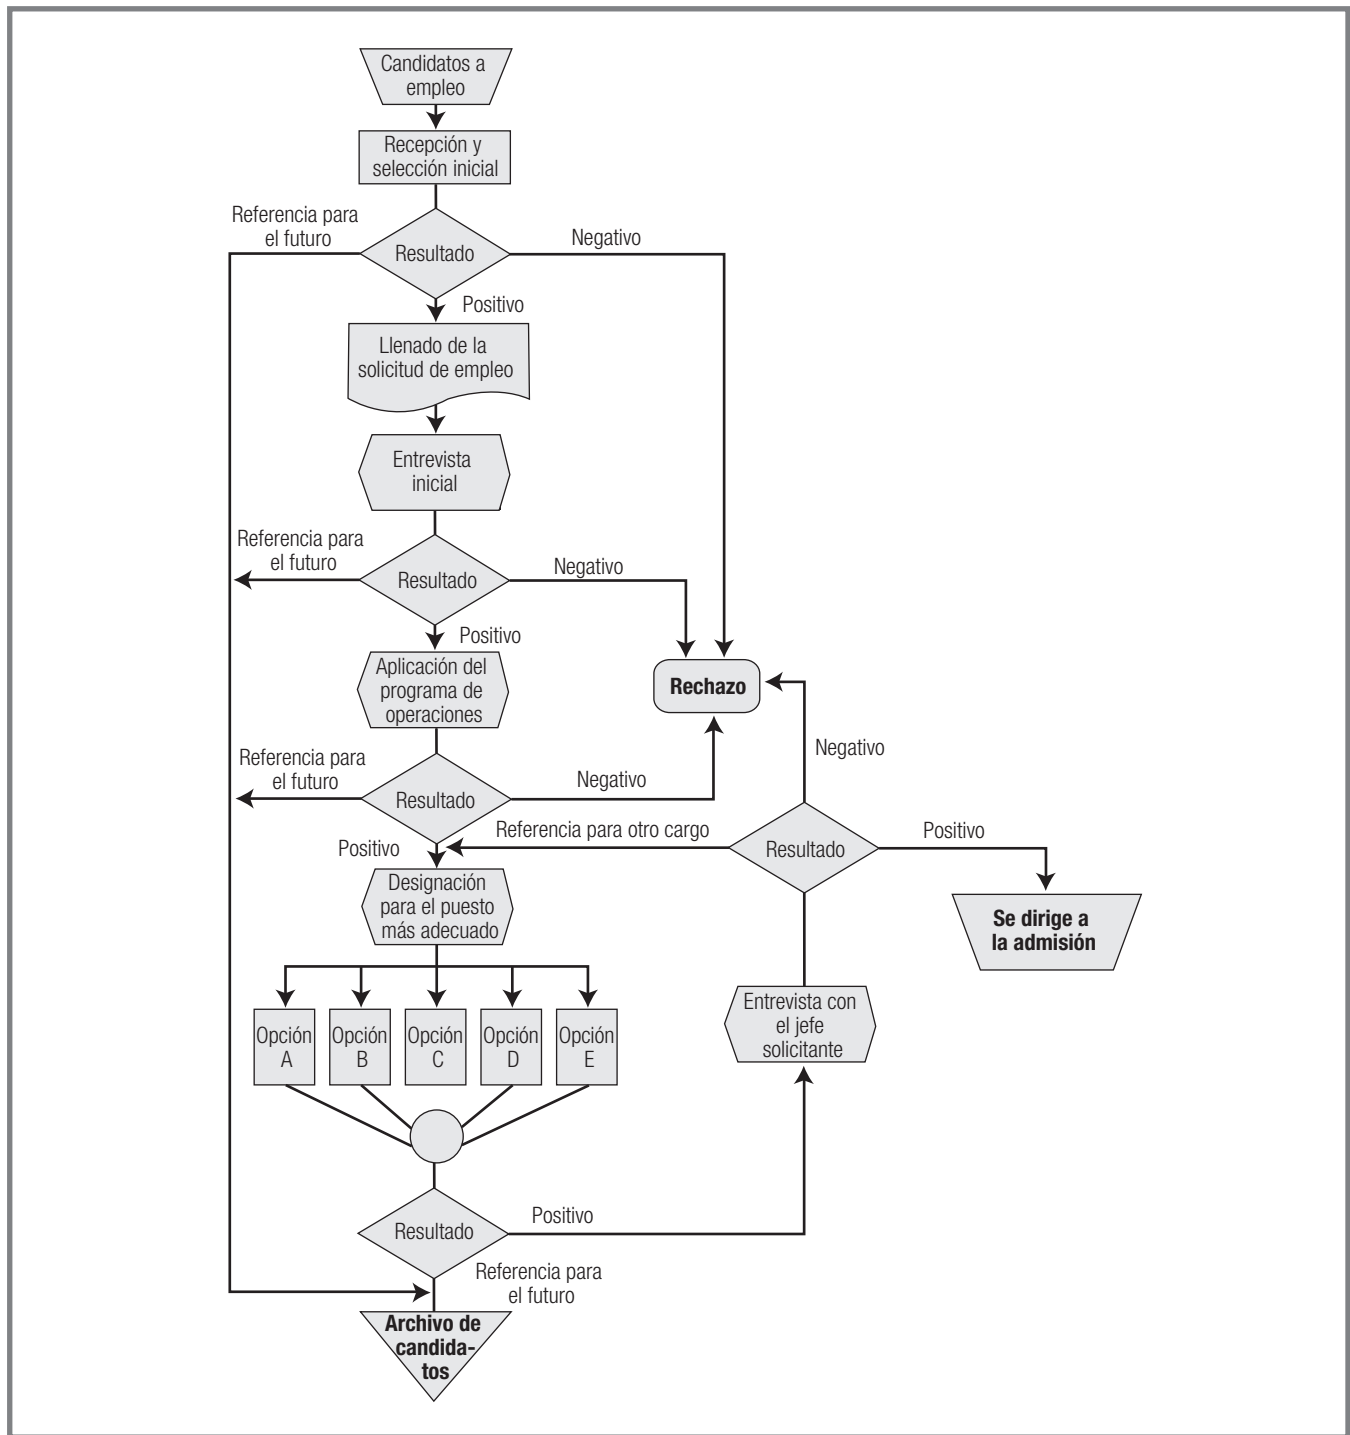 Candidatos a
empleo
Recepción y
selección inicial
Referencia para
el futuro
Resultado
Negativo
Positivo
Llenado de la
solicitud de empleo
Entrevista
inicial
Referencia para
el futuro
Resultado
Negativo
Positivo
Aplicación del
programa de
operaciones
Rechazo
Negativo
Referencia para
el futuro
Resultado
Negativo
Referencia para otro cargo
Resultado
Positivo
Positivo
Designación
para el puesto
más adecuado
Se dirige a
la admisión
Opción
A
Opción
B
Opción
C
Opción
D
Opción
E
Entrevista con
el jefe
solicitante
Resultado
Positivo
Referencia para
el futuro
Archivo de
candida-
tos